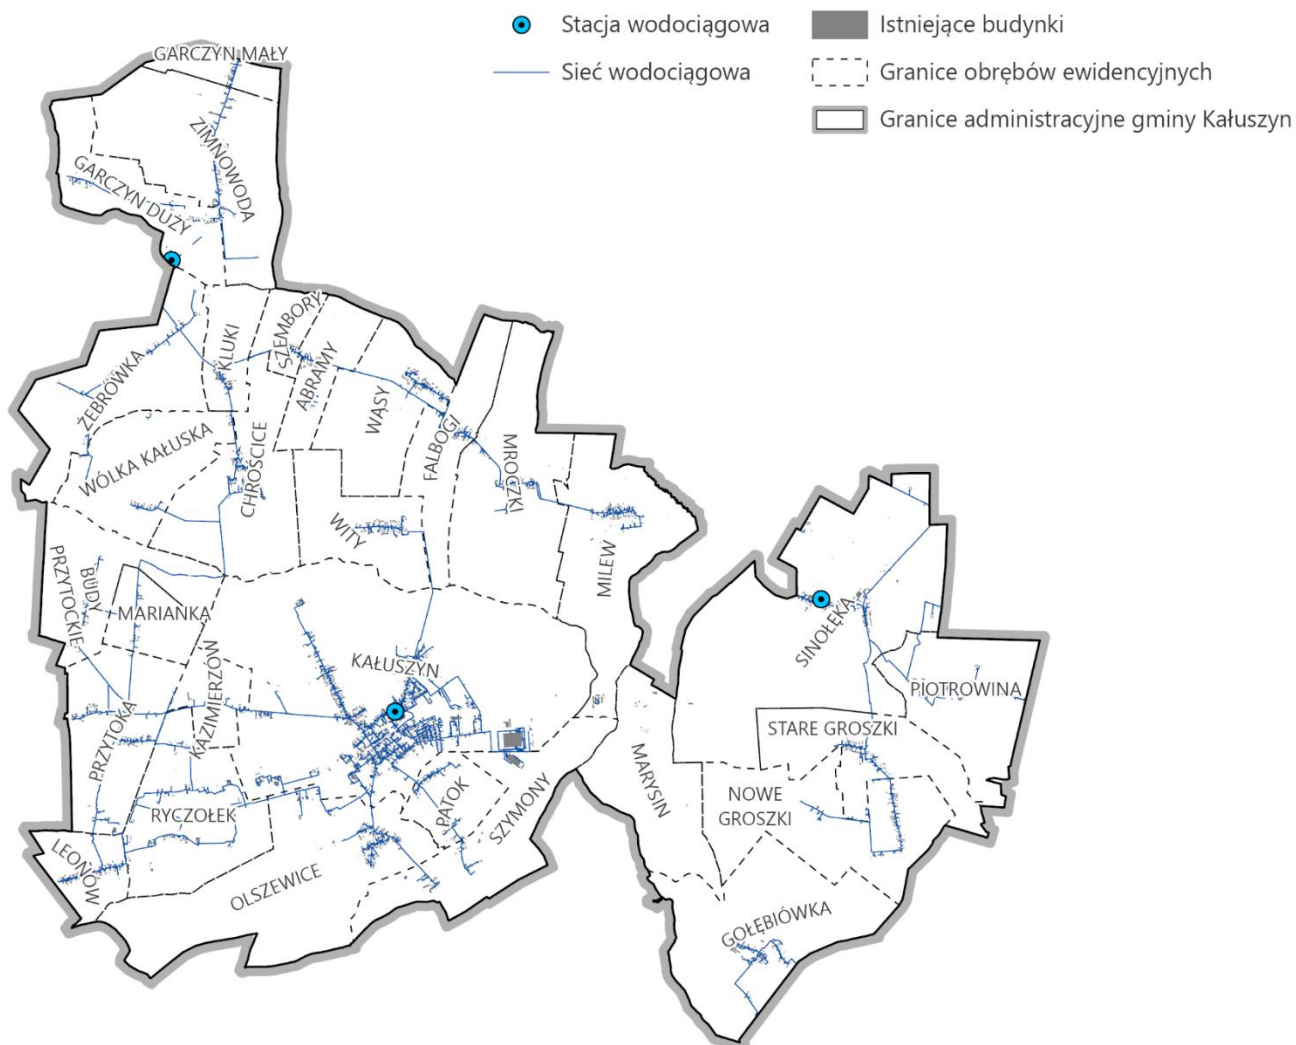 Stacja wodociągowa
Sieć wodociągowa
Istniejące budynki
Granice obrębów ewidencyjnych
Granice administracyjne gminy Kałuszyn
GARCZYN MAŁY
ZIMNOWODA
GARCZYN DUŻY
SZEMBORY
KLUKI
ABRAMY
ŻEBRÓWKA
WĄSY
FALBOGI
MROCZKI
WÓLKA KAŁUSKA
CHROŚCICE
WITY
MILEW
BUDY
PRZYTOCKIE
MARIANKA
SINOŁĘKA
KAŁUSZYN
KAZIMIERZÓW
PIOTROWINA
PRZYTOKA
STARE GROSZKI
MARYSIN
NOWE
GROSZKI
PATOK
SZYMONY
RYCZOŁEK
LEONÓW
OLSZEWICE
GOŁĘBIÓWKA